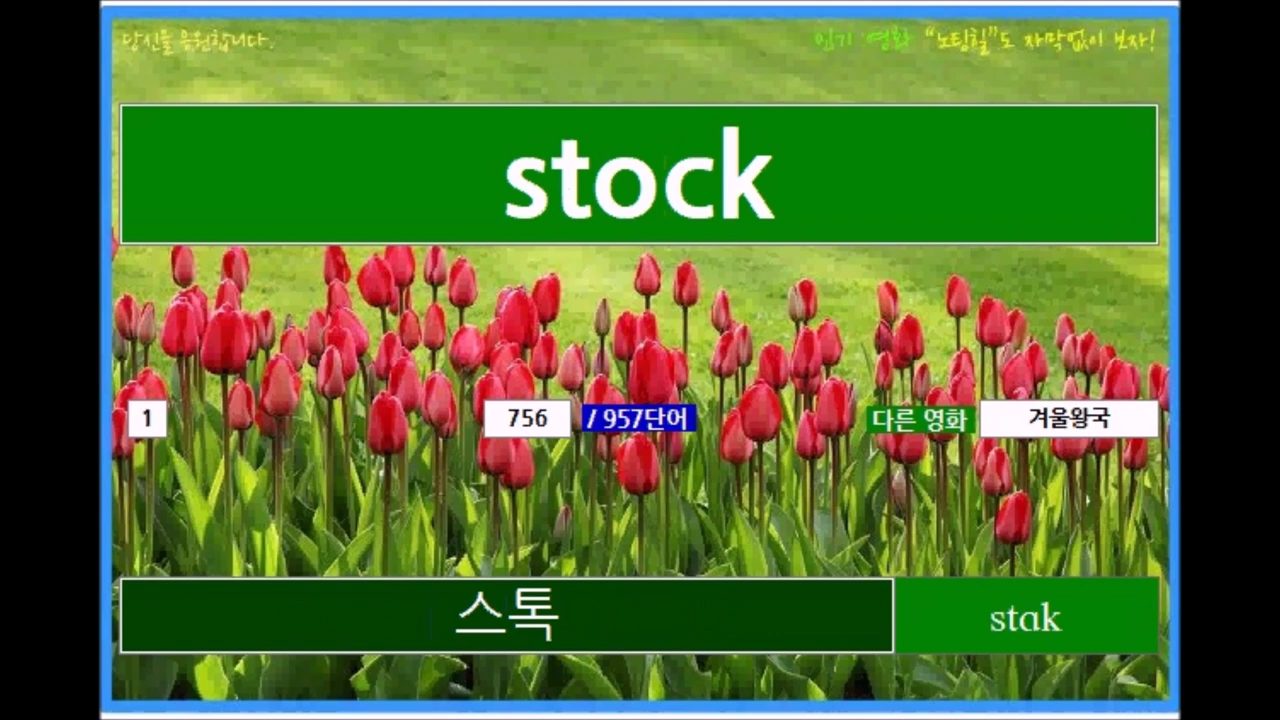 당신을 응원합니다.
인기 영화 “노팅힐”도 자막없이 보자!
stock
1
756 / 957단어
다른 영화 겨울왕국
스톡
stɑk